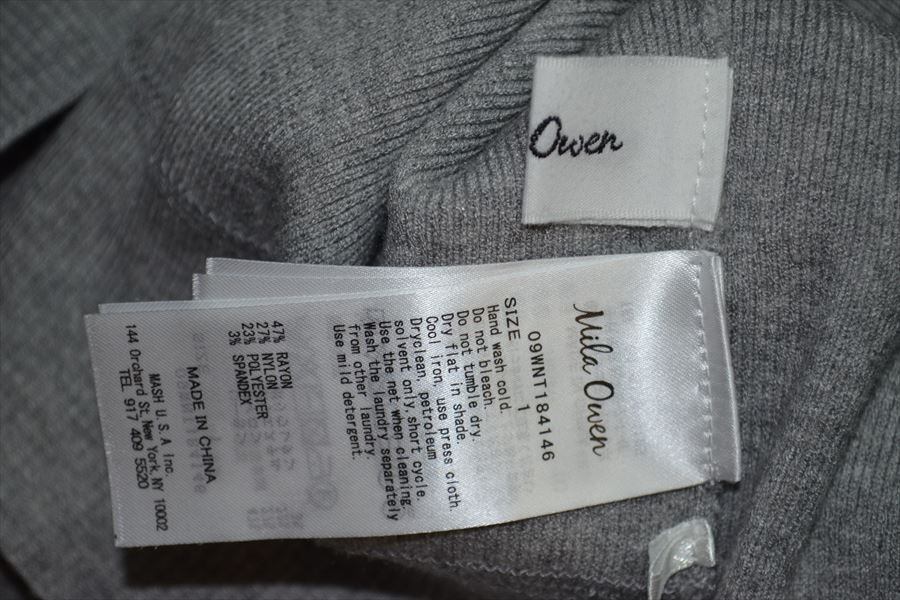 Owen
Mila Owen
09WNT184146
SIZE 1
Hand wash cold.
Do not bleach.
Do not tumble dry.
Dry flat in shade.
Cool iron, use press cloth.
Dryclean, petroleum
solvent only, short cycle.
Use the net when cleaning.
Wash the laundry separately
from other laundry
Use mild detergent.
47% RAYON
27% NYLON
23% POLYESTER
3% SPANDEX
MADE IN CHINA
MASH U.S.A Inc.
144 Orchard St, New York, NY 10002
TEL 917 409 5520